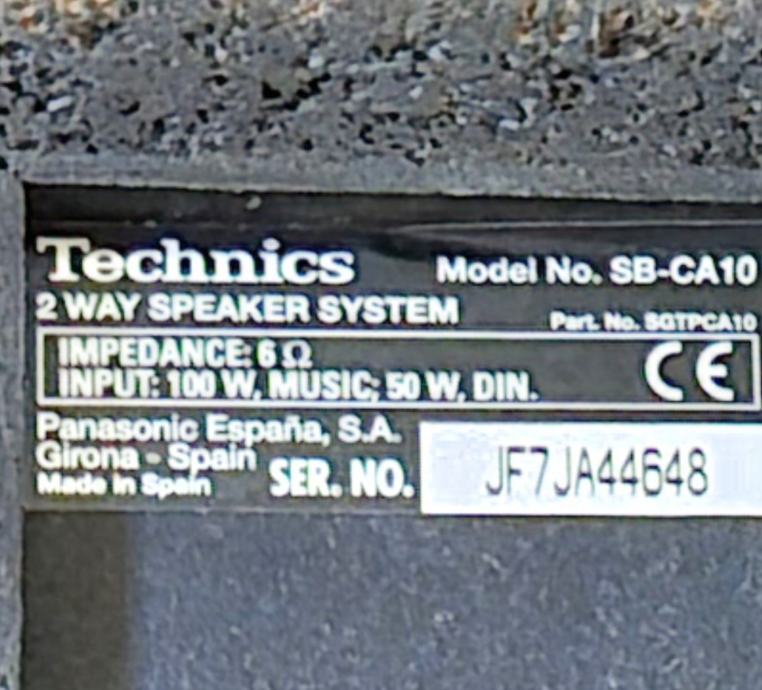 Technics Model No. SB-CA10
2 WAY SPEAKER SYSTEM Part. No. SGTPCA10
IMPEDANCE: 6 Ω
INPUT: 100 W, MUSIC; 50 W, DIN.
CE
Panasonic España, S.A.
Girona - Spain
Made in Spain SER. NO. JF7JA44648